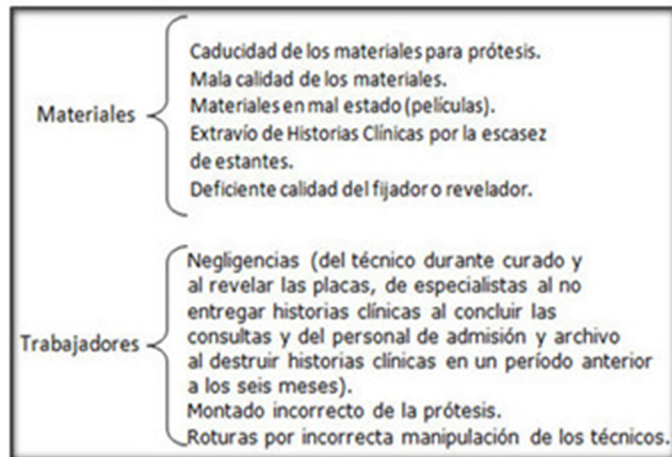 Materiales
Caducidad de los materiales para prótesis.
Mala calidad de los materiales.
Materiales en mal estado (películas).
Extravío de Historias Clínicas por la escasez
de estantes.
Deficiente calidad del fijador o revelador.
Trabajadores
Negligencias (del técnico durante curado y
al revelar las placas, de especialistas al no
entregar historias clínicas al concluir las
consultas y del personal de admisión y archivo
al destruir historias clínicas en un período anterior
a los seis meses).
Montado incorrecto de la prótesis.
Roturas por incorrecta manipulación de los técnicos.